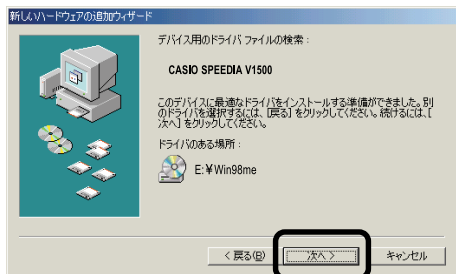 新しいハードウェアの追加ウィザード
デバイス用のドライバ ファイルの検索 :
CASIO SPEEDIA V1500
このデバイスに最適なドライバをインストールする準備ができました。別
のドライバを選択するには、[戻る] をクリックしてください。続けるには、[
次へ] をクリックしてください。
ドライバのある場所 :
E:¥Win98me
< 戻る(B)
次へ >
キャンセル